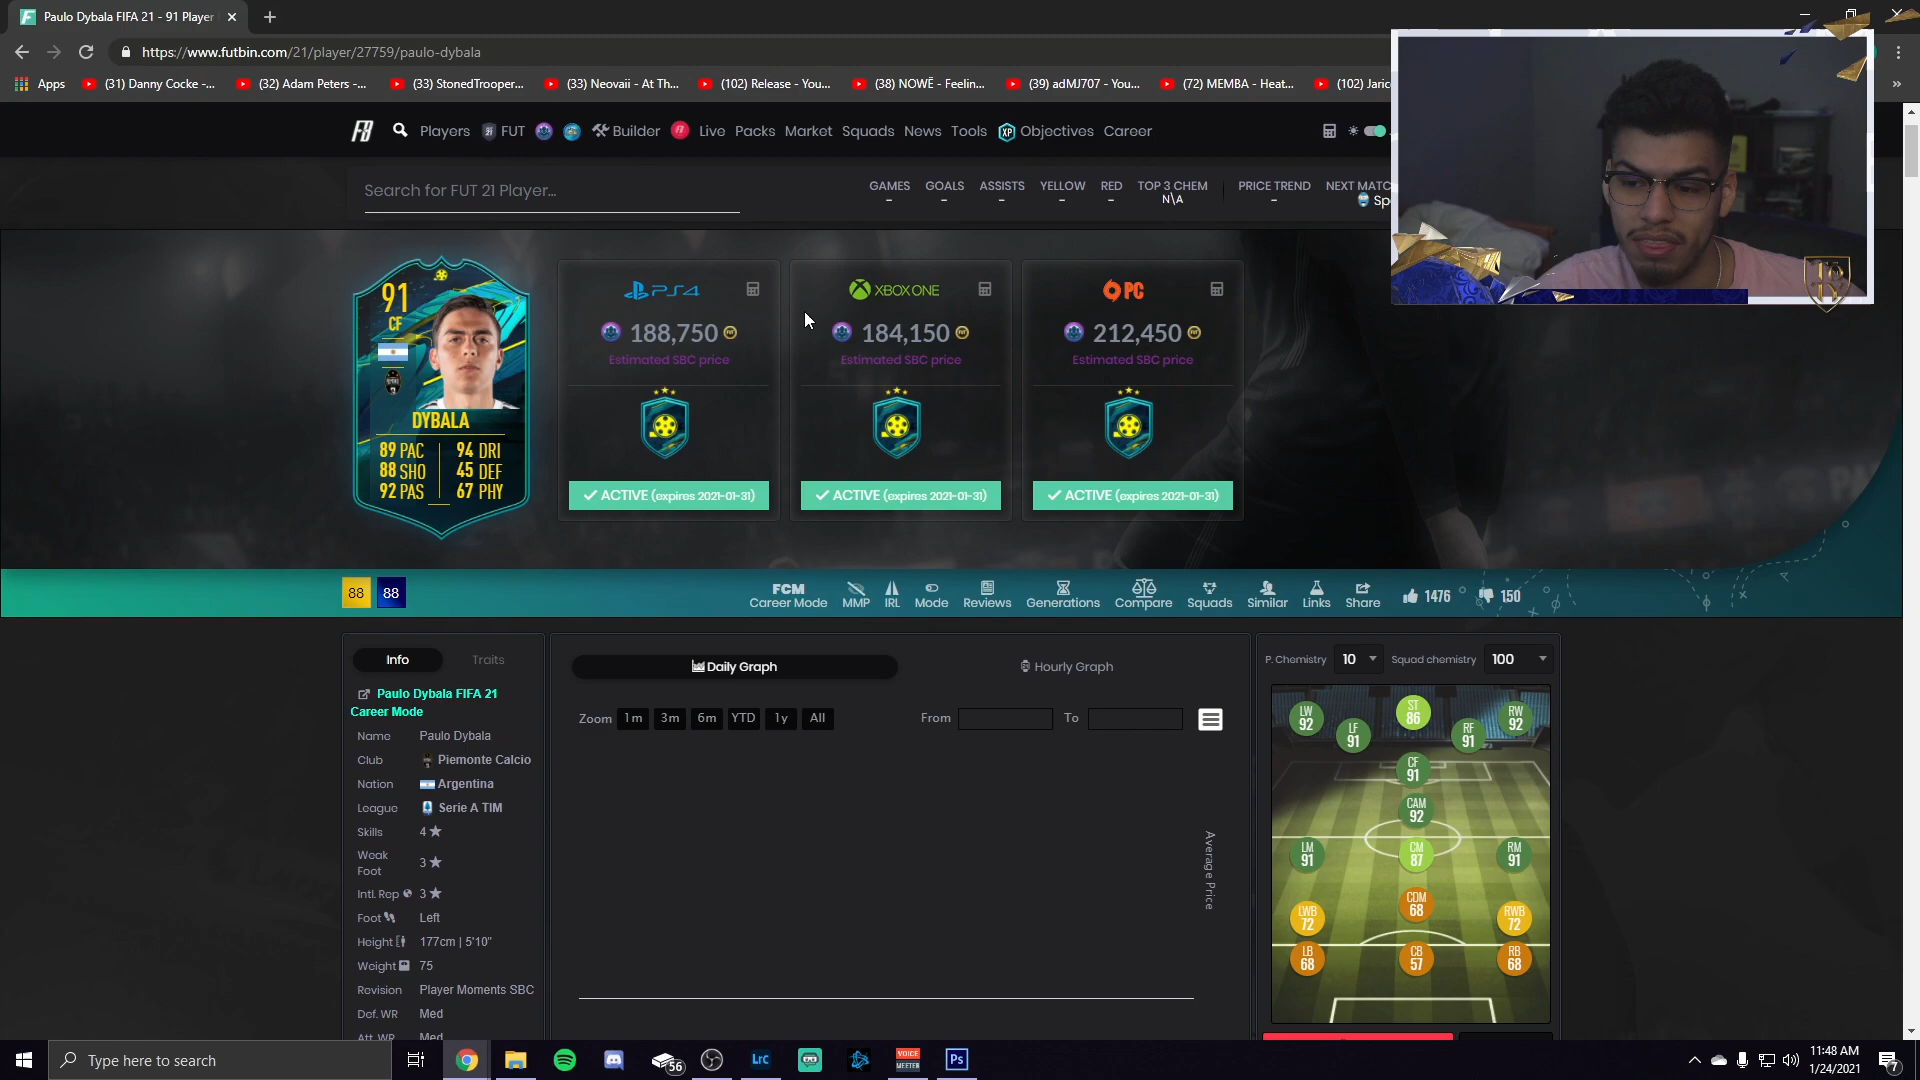 Paulo Dybala FIFA 21 - 91 Player
https://www.futbin.com/21/player/27759/paulo-dybala
Apps (31) Danny Cocke -... (32) Adam Peters -... (33) StonedTrooper... (33) Neovaii - At Th... (102) Release - You... (38) NOWĒ - Feelin... (39) adMJ707 - You... (72) MEMBA - Heat... (102) Jaric
Players FUT Builder Live Packs Market Squads News Tools Objectives Career
Search for FUT 21 Player...
GAMES GOALS ASSISTS YELLOW RED TOP 3 CHEM PRICE TREND NEXT MATC
- - - - - N\A - Sp
91
CF
DYBALA
89 PAC 94 DRI
88 SHO 45 DEF
92 PAS 67 PHY
PS4
188,750
Estimated SBC price
ACTIVE (expires 2021-01-31)
XBOX ONE
184,150
Estimated SBC price
ACTIVE (expires 2021-01-31)
PC
212,450
Estimated SBC price
ACTIVE (expires 2021-01-31)
88 88
FCM
Career Mode MMP IRL Mode Reviews Generations Compare Squads Similar Links Share 1476 150
Info Traits
Paulo Dybala FIFA 21
Career Mode
Name Paulo Dybala
Club Piemonte Calcio
Nation Argentina
League Serie A TIM
Skills 4
Weak
Foot 3
Intl. Rep 3
Foot Left
Height 177cm | 5'10"
Weight 75
Revision Player Moments SBC
Def. WR Med
Att. WR Med
Daily Graph Hourly Graph
Zoom 1m 3m 6m YTD 1y All
From To
Average Price
P. Chemistry 10 Squad chemistry 100
LW 92
ST 86
RW 92
LF 91
RF 91
CF 91
CAM 92
LM 91
CM 87
RM 91
CDM 68
LWB 72
RWB 72
LB 68
CB 57
RB 68
Type here to search
56
Lrc
VOICE
MEETER
Ps
11:48 AM
1/24/2021
7